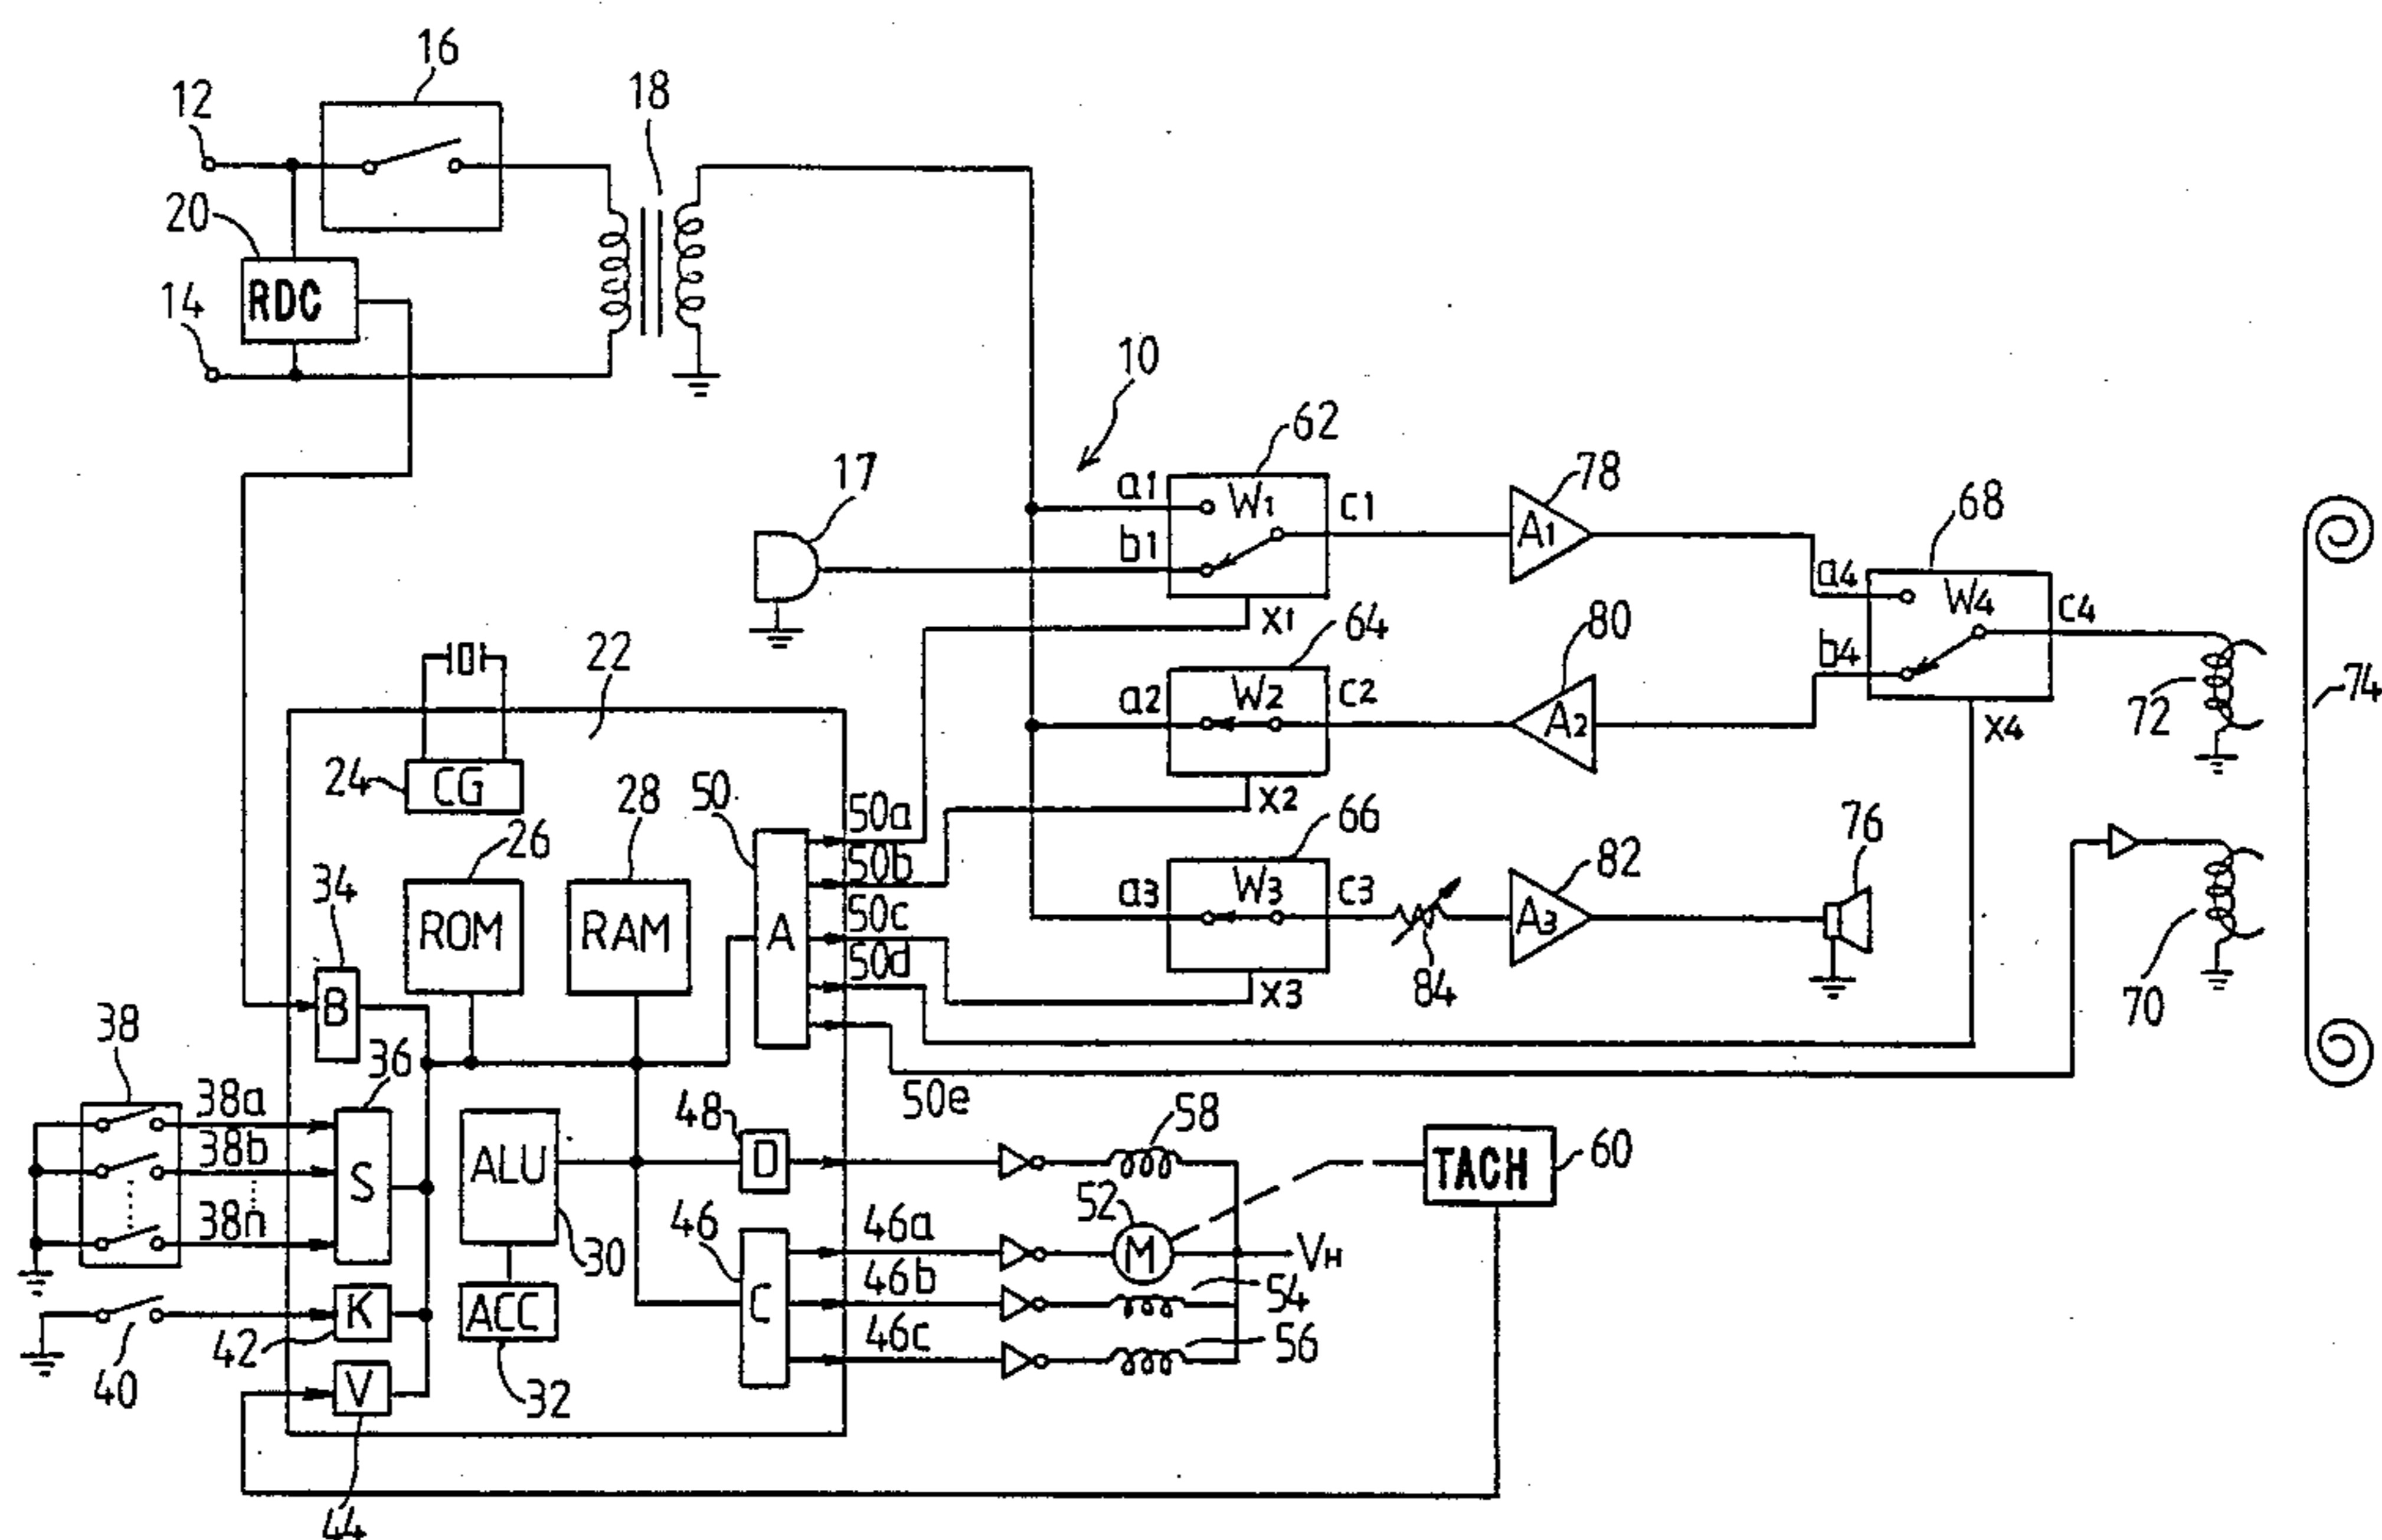 16
12
18
20
RDC
14
10
62
17
a1
W1
c1
78
A1
68
b1
a4
W4
c4
X1
64
80
b4
22
a2
W2
c2
A2
72
74
X4
24
CG
28
50
X2
50a
66
76
26
50b
82
34
ROM
RAM
A
a3
W3
c3
A3
50c
B
50d
X3
84
70
38
36
50e
38a
48
58
38b
ALU
D
TACH
60
S
52
38n
46
46a
30
M
VH
K
46b
54
ACC
C
42
46c
56
40
V
32
44